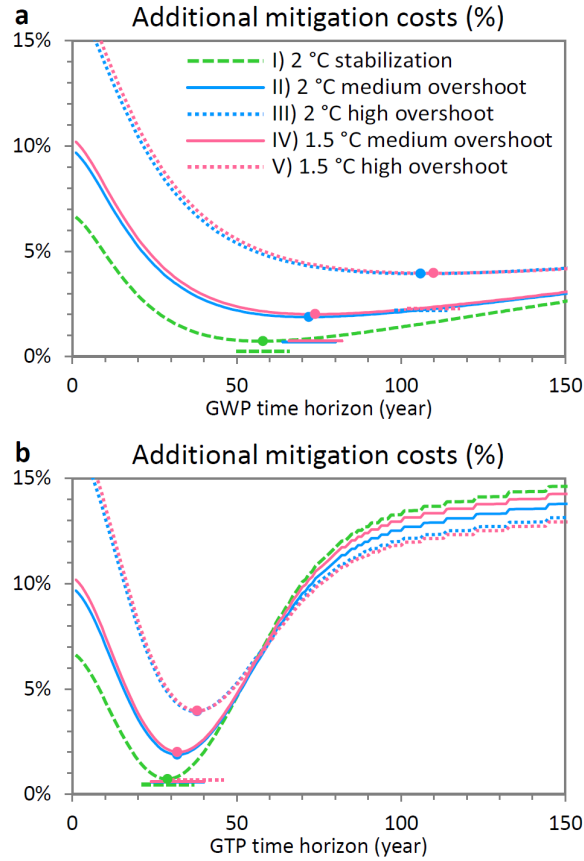 a
Additional mitigation costs (%)
15%
10%
5%
0%
I) 2 °C stabilization
II) 2 °C medium overshoot
III) 2 °C high overshoot
IV) 1.5 °C medium overshoot
V) 1.5 °C high overshoot
0
50
100
150
GWP time horizon (year)
b
Additional mitigation costs (%)
15%
10%
5%
0%
0
50
100
150
GTP time horizon (year)